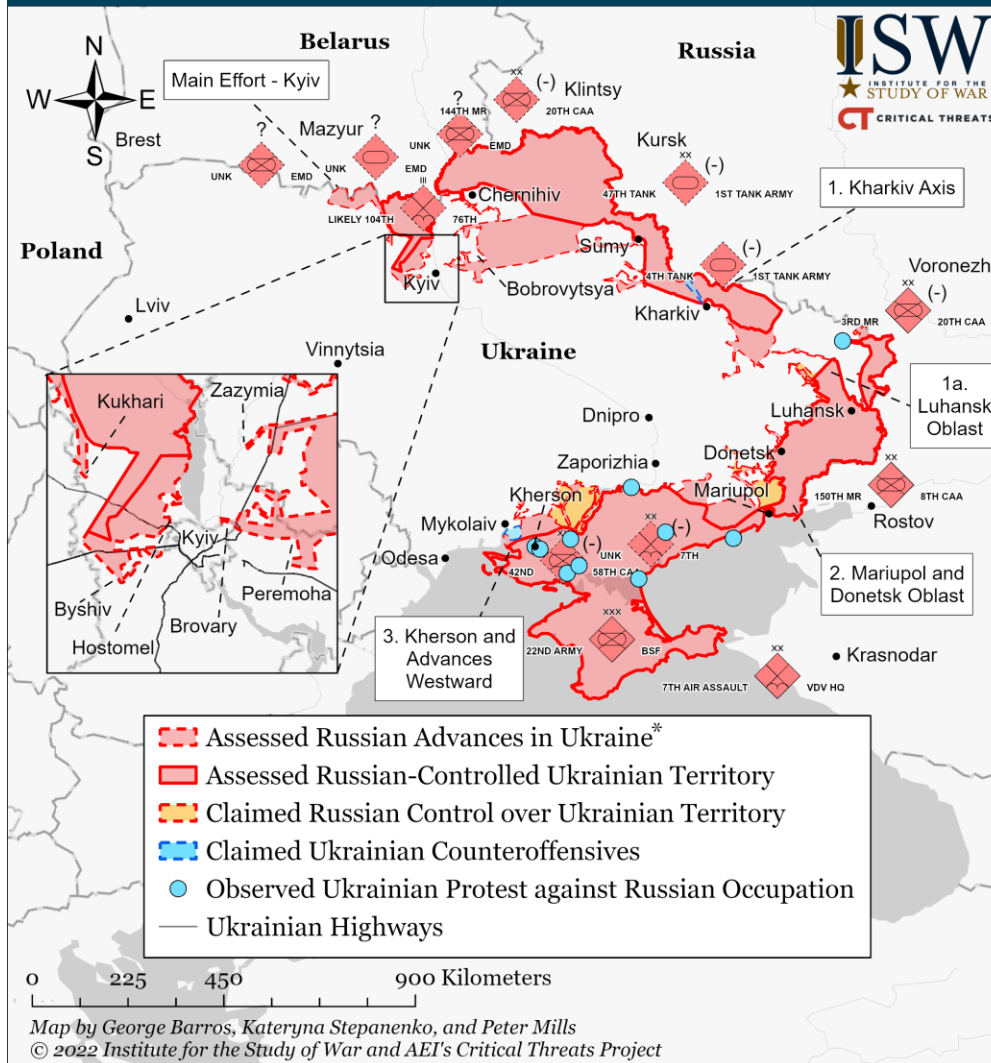 Belarus
Russia
ISW
INSTITUTE FOR THE
STUDY OF WAR
CT CRITICAL THREATS
N
W E
S
Main Effort - Kyiv
xx
(-)
Klintsy
20TH CAA
?
144TH MR
UNK EMD
Brest
?
UNK EMD
Mazyur
?
UNK EMD
III
LIKELY 104TH 76TH
Chernihiv
Kursk
xx
(-)
47TH TANK 1ST TANK ARMY
1. Kharkiv Axis
Poland
Sumy
(-)
4TH TANK 1ST TANK ARMY
Kyiv
Bobrovytsya
Kharkiv
Voronezh
xx
(-)
3RD MR 20TH CAA
Lviv
Ukraine
Vinnytsia
1a.
Luhansk
Oblast
Kukhari
Zazymia
Dnipro
Luhansk
Donetsk
Zaporizhia
xx
150TH MR 8TH CAA
Kherson
Mariupol
Rostov
Mykolaiv
Odesa
xx
(-)
42ND 58TH CAA
xx
(-)
UNK 7TH
2. Mariupol and
Donetsk Oblast
Kyiv
Byshiv
Peremoha
Hostomel
Brovary
3. Kherson and
Advances
Westward
xxx
22ND ARMY BSF
Krasnodar
xx
7TH AIR ASSAULT VDV HQ
Assessed Russian Advances in Ukraine*
Assessed Russian-Controlled Ukrainian Territory
Claimed Russian Control over Ukrainian Territory
Claimed Ukrainian Counteroffensives
Observed Ukrainian Protest against Russian Occupation
Ukrainian Highways
0 225 450 900 Kilometers
Map by George Barros, Kateryna Stepanenko, and Peter Mills
© 2022 Institute for the Study of War and AEI's Critical Threats Project